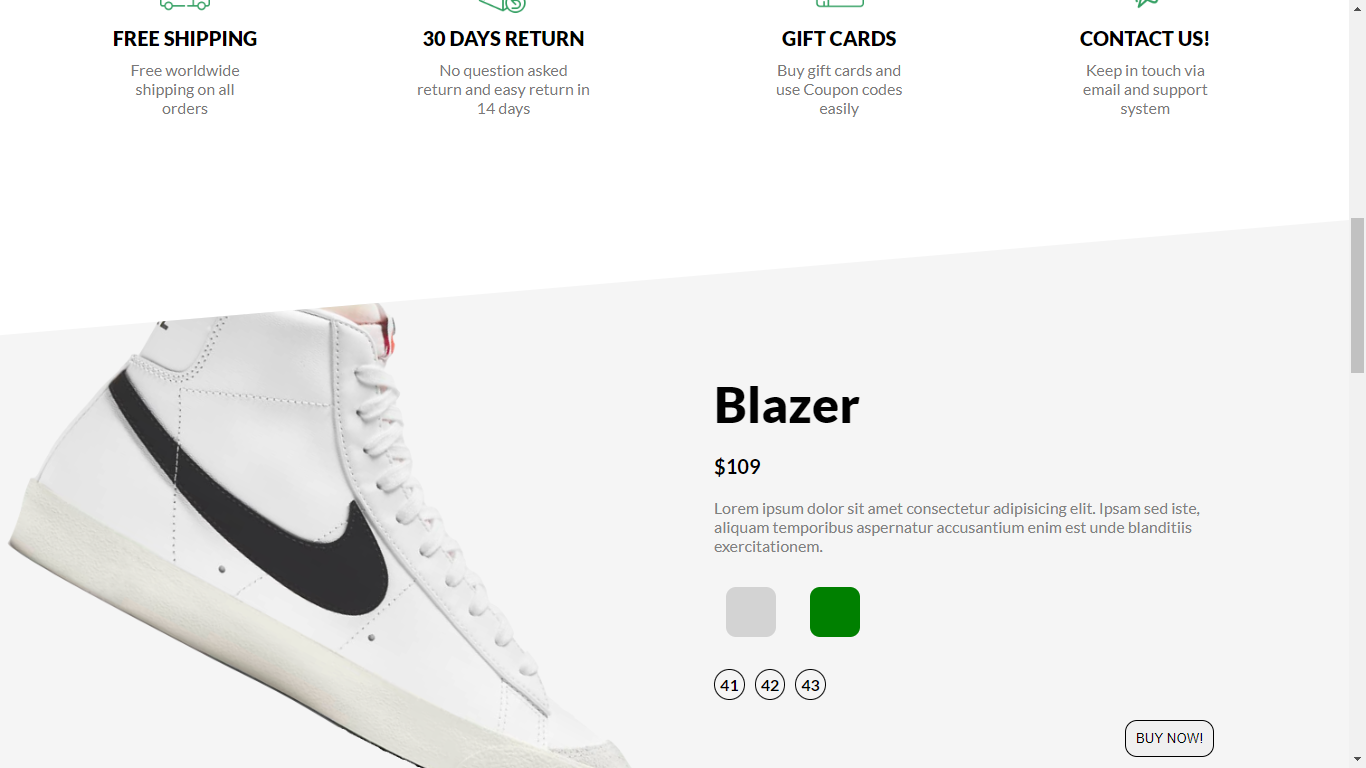 FREE SHIPPING
Free worldwide
shipping on all
orders
30 DAYS RETURN
No question asked
return and easy return in
14 days
GIFT CARDS
Buy gift cards and
use Coupon codes
easily
CONTACT US!
Keep in touch via
email and support
system
Blazer
$109
Lorem ipsum dolor sit amet consectetur adipisicing elit. Ipsam sed iste,
aliquam temporibus aspernatur accusantium enim est unde blanditiis
exercitationem.
41 42 43
BUY NOW!